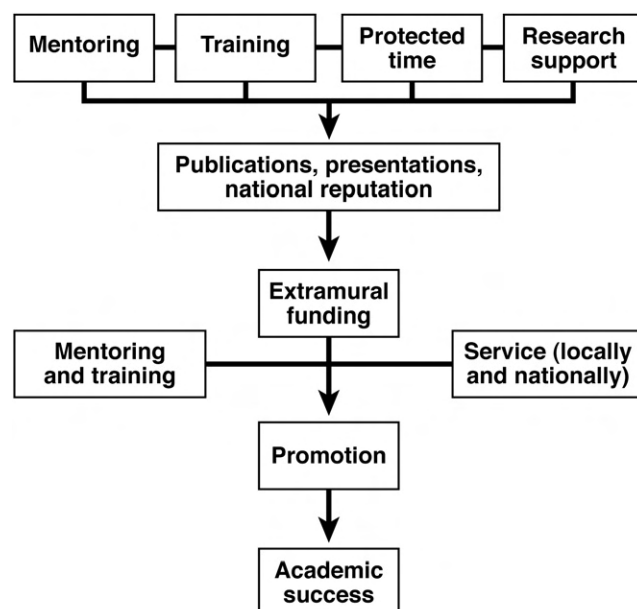 Mentoring
Training
Protected
time
Research
support
Publications, presentations,
national reputation
Extramural
funding
Mentoring
and training
Service (locally
and nationally)
Promotion
Academic
success